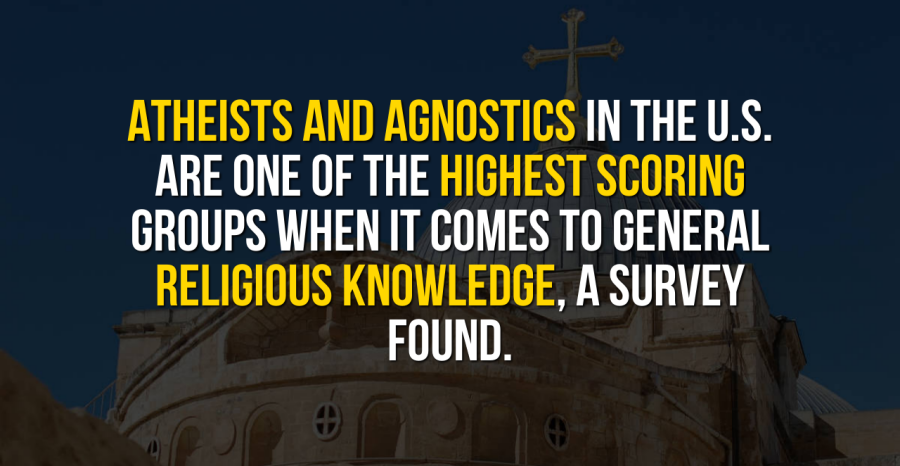 ATHEISTS AND AGNOSTICS IN THE U.S.
ARE ONE OF THE HIGHEST SCORING
GROUPS WHEN IT COMES TO GENERAL
RELIGIOUS KNOWLEDGE, A SURVEY
FOUND.